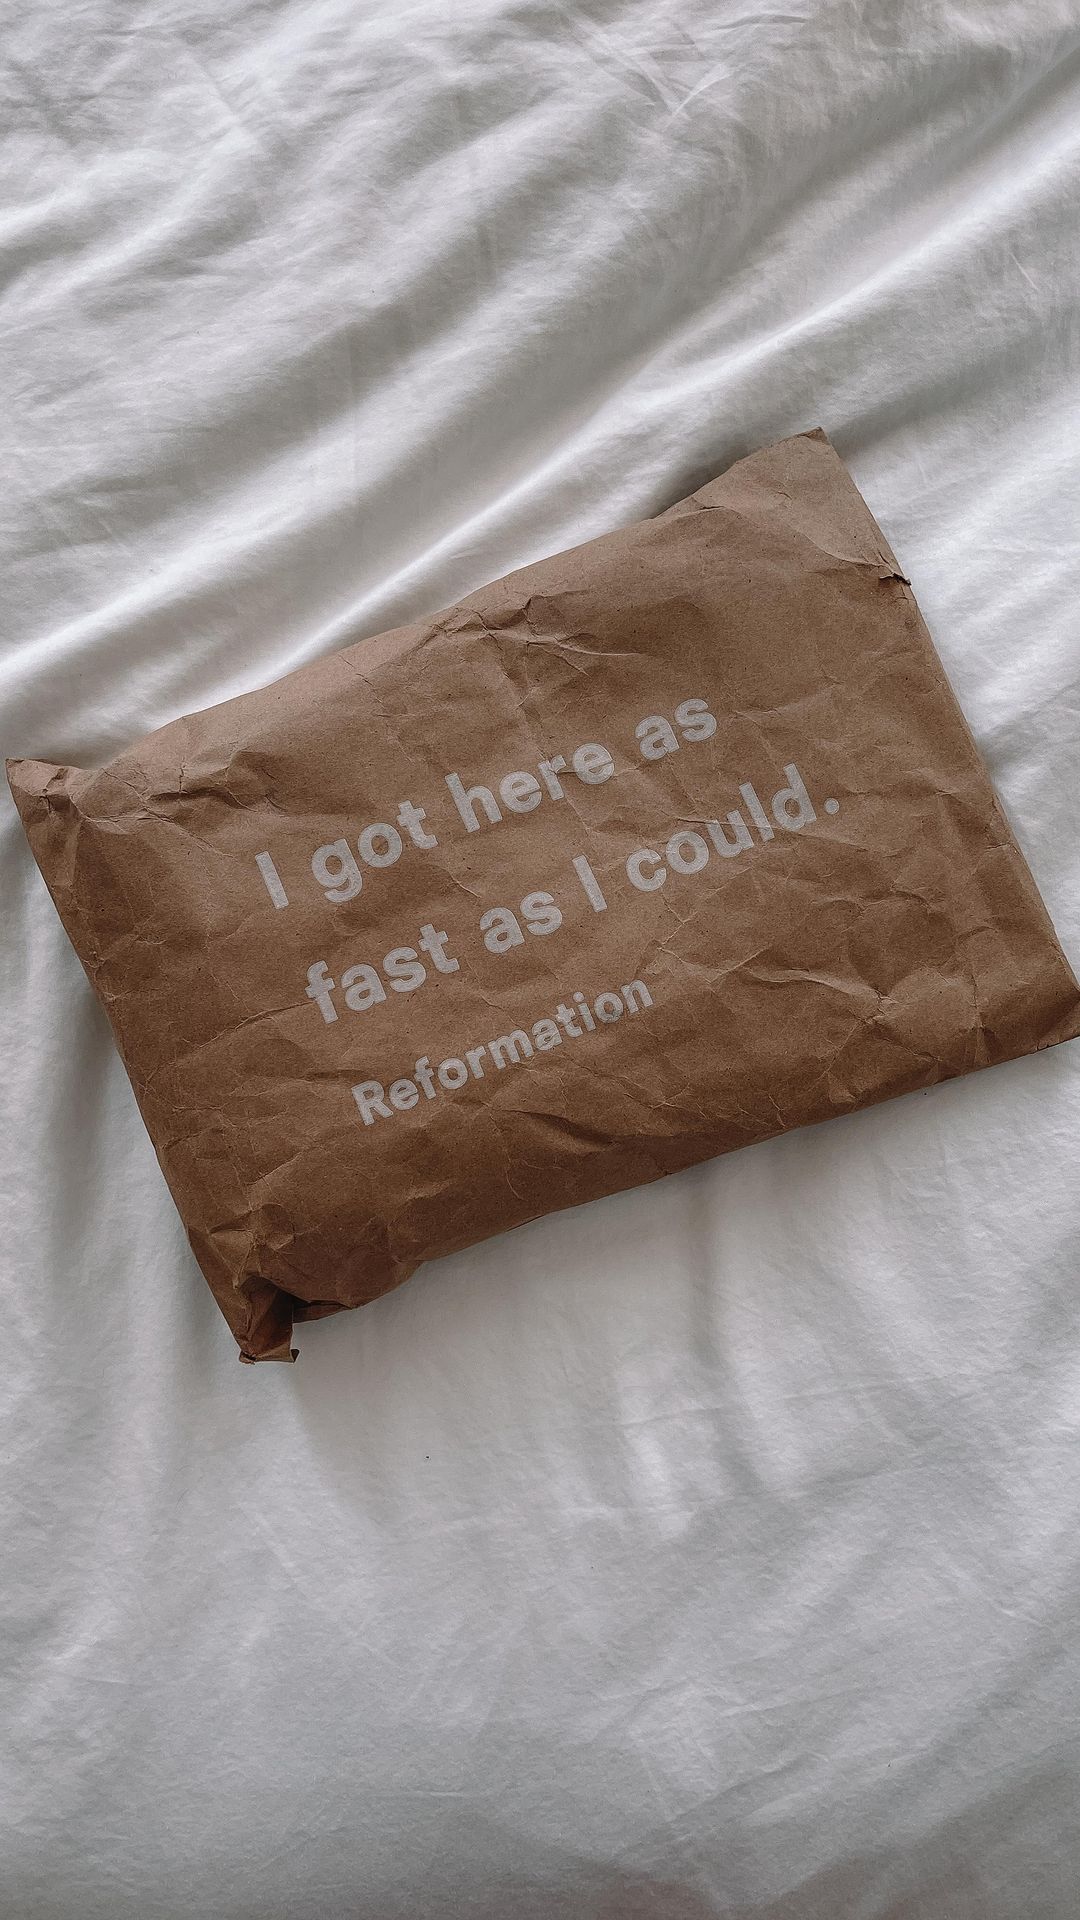 I got here as
fast as I could.
Reformation